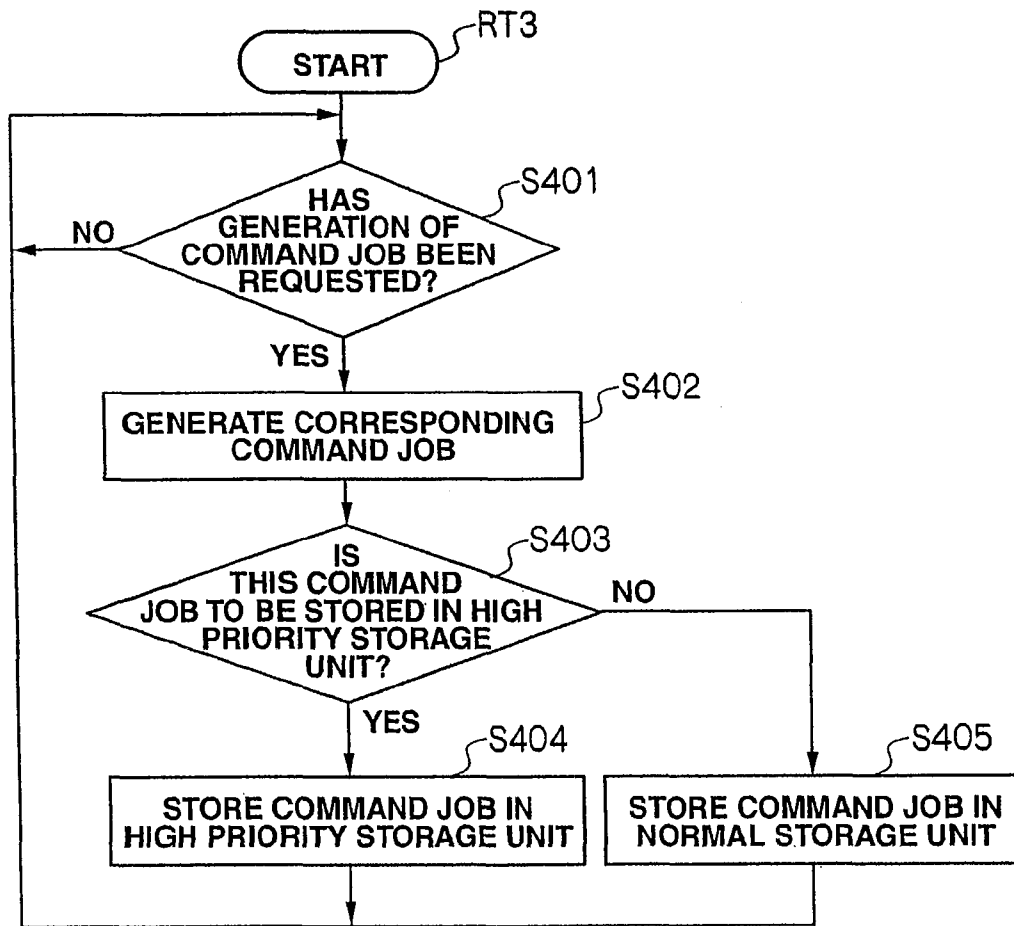 RT3
START
S401
HAS
GENERATION OF
COMMAND JOB BEEN
REQUESTED?
NO
YES
S402
GENERATE CORRESPONDING
COMMAND JOB
S403
IS
THIS COMMAND
JOB TO BE STORED IN HIGH
PRIORITY STORAGE
UNIT?
NO
YES
S404
STORE COMMAND JOB IN
HIGH PRIORITY STORAGE UNIT
S405
STORE COMMAND JOB IN
NORMAL STORAGE UNIT